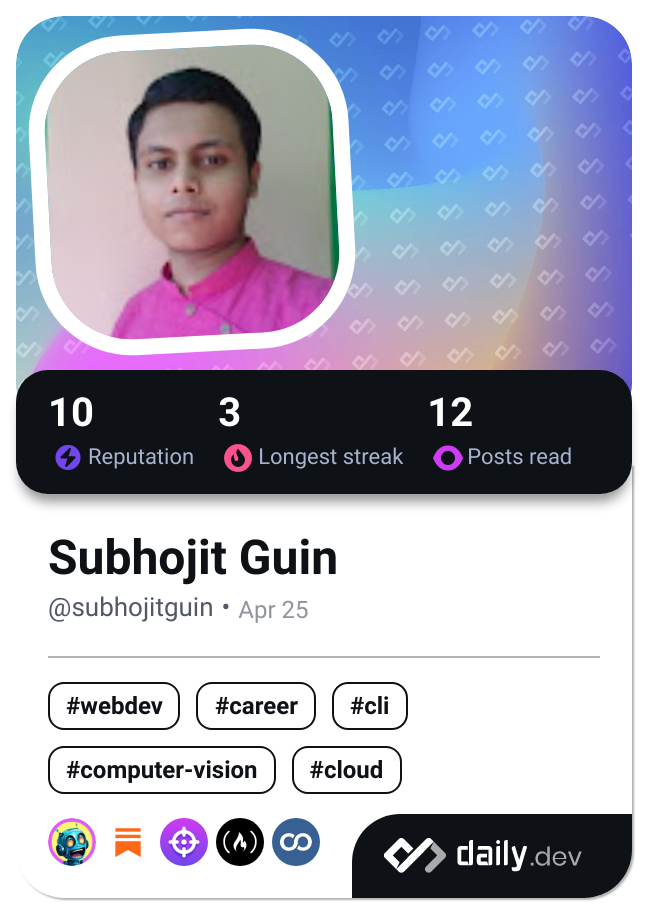 10 3 12
Reputation Longest streak Posts read
Subhojit Guin
@subhojitguin • Apr 25
#webdev #career #cli
#computer-vision #cloud
daily.dev